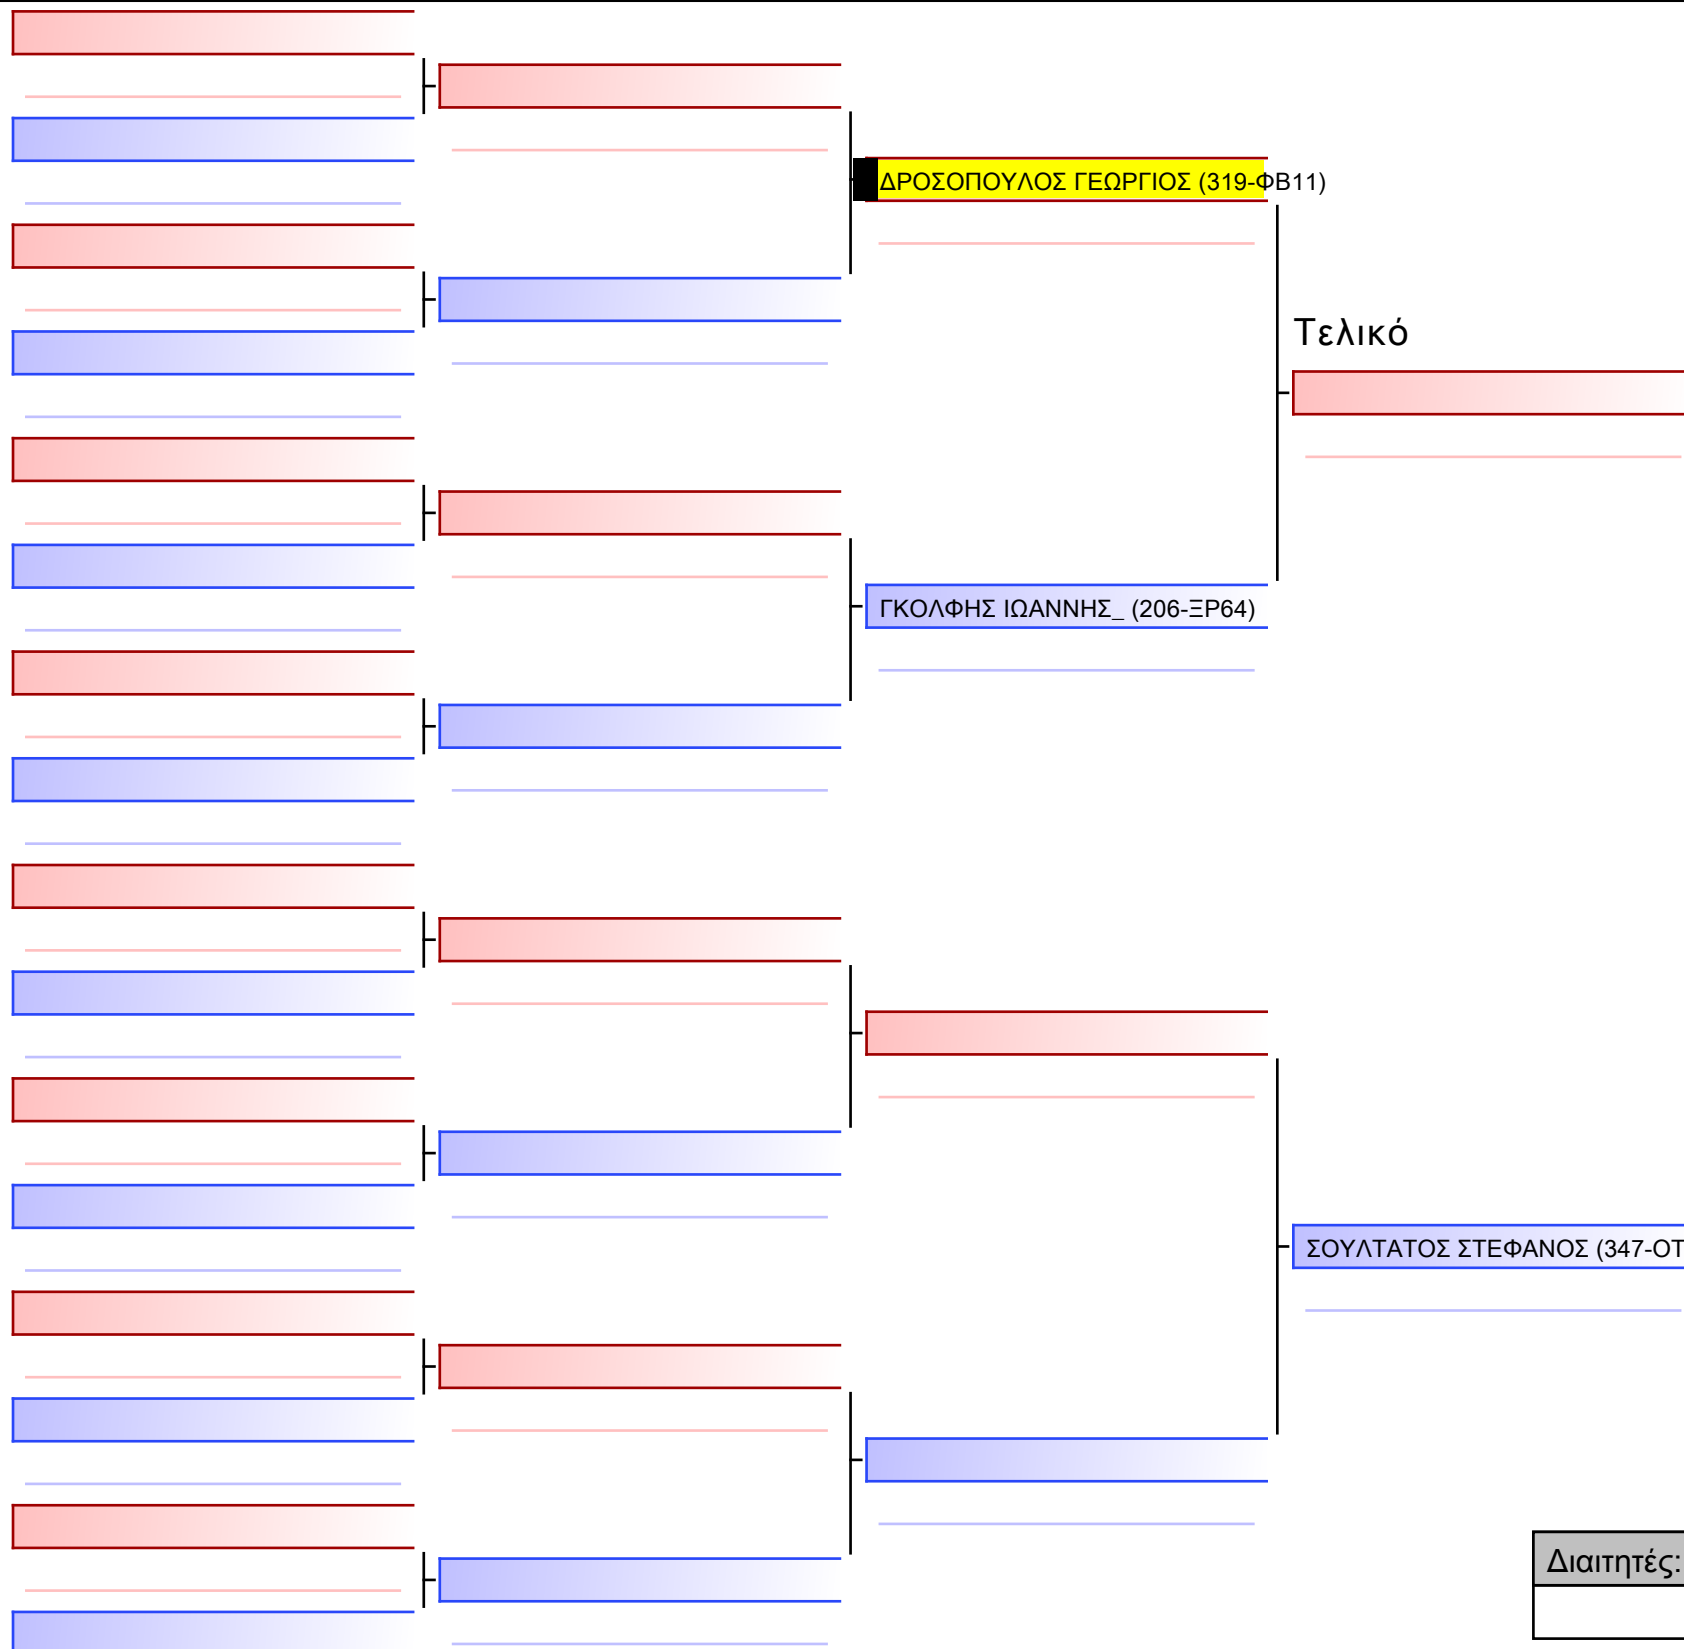 ΔΡΟΣΟΠΟΥΛΟΣ ΓΕΩΡΓΙΟΣ (319-ΦΒ11)
Τελικό
ΓΚΟΛΦΗΣ ΙΩΑΝΝΗΣ_ (206-ΞΡ64)
ΣΟΥΛΤΑΤΟΣ ΣΤΕΦΑΝΟΣ (347-ΟΤ
Διαιτητές: